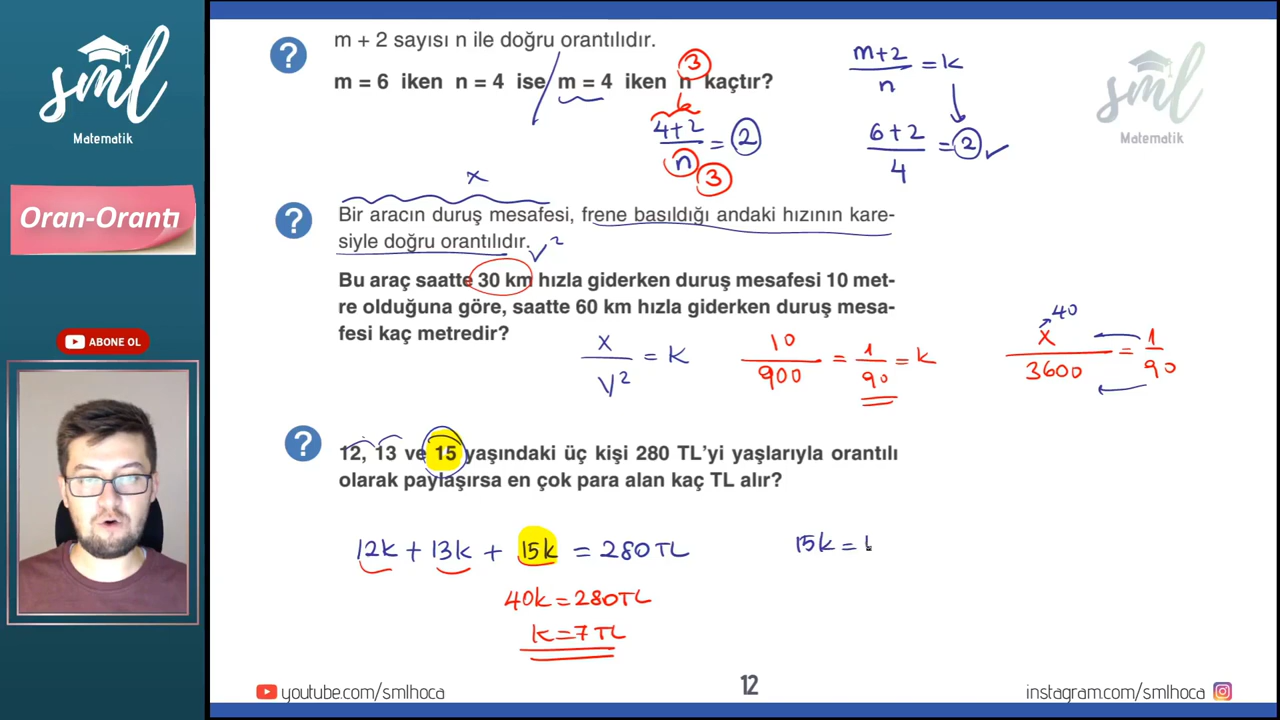 sml
Matematik
Oran-Orantı
ABONE OL
?
m + 2 sayısı n ile doğru orantılıdır.
m = 6 iken n = 4 ise m = 4 iken n kaçtır?
3
6
4+2
n
= 2
3
m+2
n
= k
6+2
4
= 2
sml
Matematik
x
?
Bir aracın duruş mesafesi, frene basıldığı andaki hızının kare-
siyle doğru orantılıdır.
V²
Bu araç saatte 30 km hızla giderken duruş mesafesi 10 met-
re olduğuna göre, saatte 60 km hızla giderken duruş mesa-
fesi kaç metredir?
x
V²
= K
10
900
= 1
90
= k
40
x
3600
= 1
90
?
12, 13 ve 15 yaşındaki üç kişi 280 TL'yi yaşlarıyla orantılı
olarak paylaşırsa en çok para alan kaç TL alır?
12k + 13k + 15k = 280TL
15k = 1
40k = 280TL
k = 7 TL
youtube.com/smlhoca
12
instagram.com/smlhoca